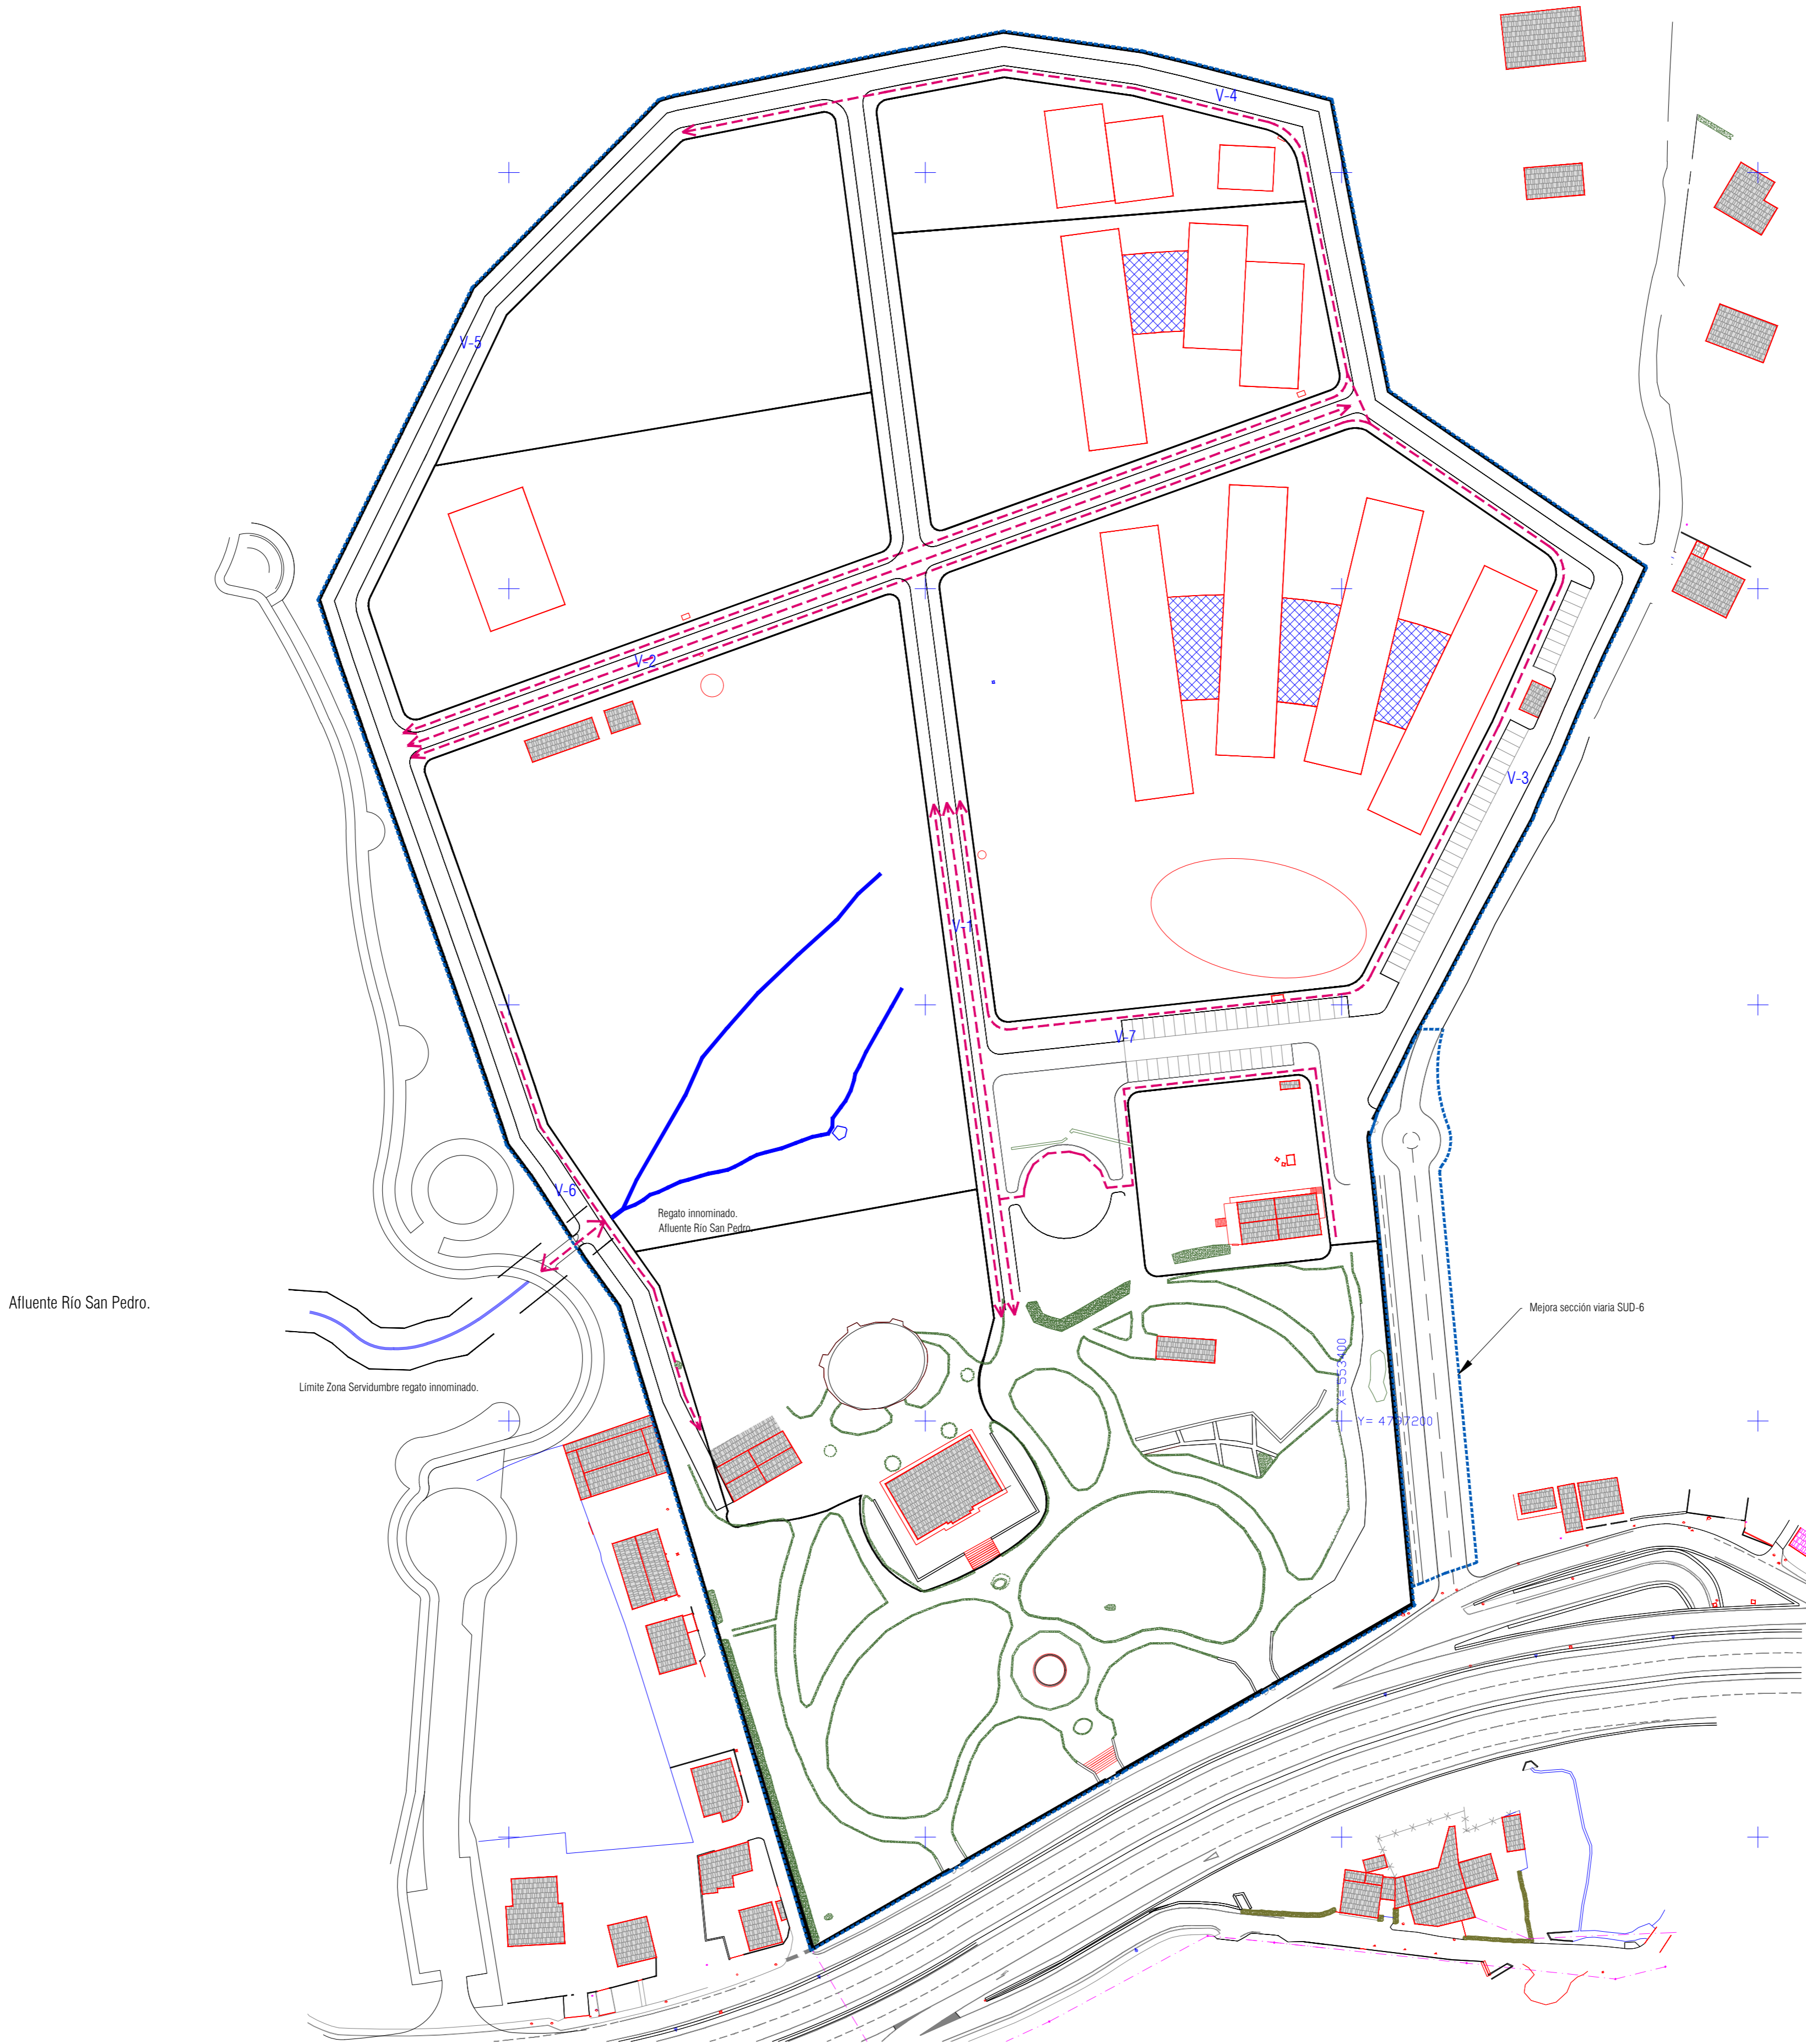 V-4
V-5
V-2
V-3
V-1
V-7
V-6
Regato innominado.
Afluente Río San Pedro.
Afluente Río San Pedro.
Mejora sección viaria SUD-6
X= 553400
Límite Zona Servidumbre regato innominado.
Y= 4797200